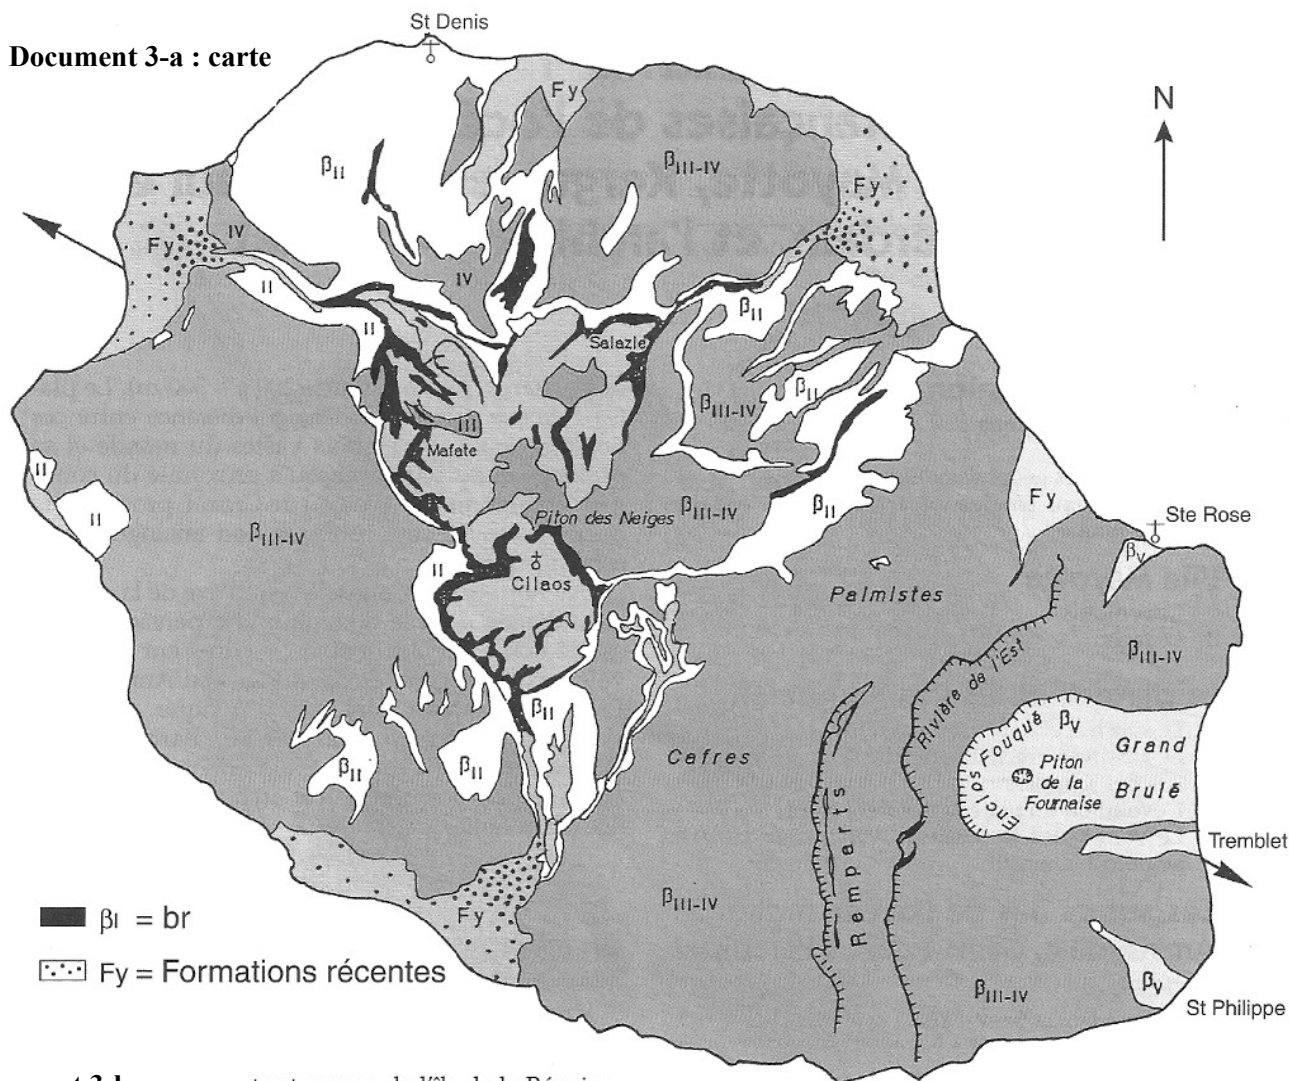 St Denis
Document 3-a : carte
N
Fy
βII
βIII-IV
Fy
Fy
IV
IV
II
βII
Salazie
II
βII
βIII-IV
III
Mafate
II
Fy
II
βIII-IV
Piton des Neiges
βIII-IV
βII
Ste Rose
βV
II
Cilaos
Palmistes
βIII-IV
Rivière de l'Est
βII
Enclos Fouqué
βV
Grand
Cafres
Piton
de la
Fournaise
Brulé
βII
βII
Remparts
Tremblet
βIII-IV
Fy
βI = br
Fy = Formations récentes
βIII-IV
βV
St Philippe